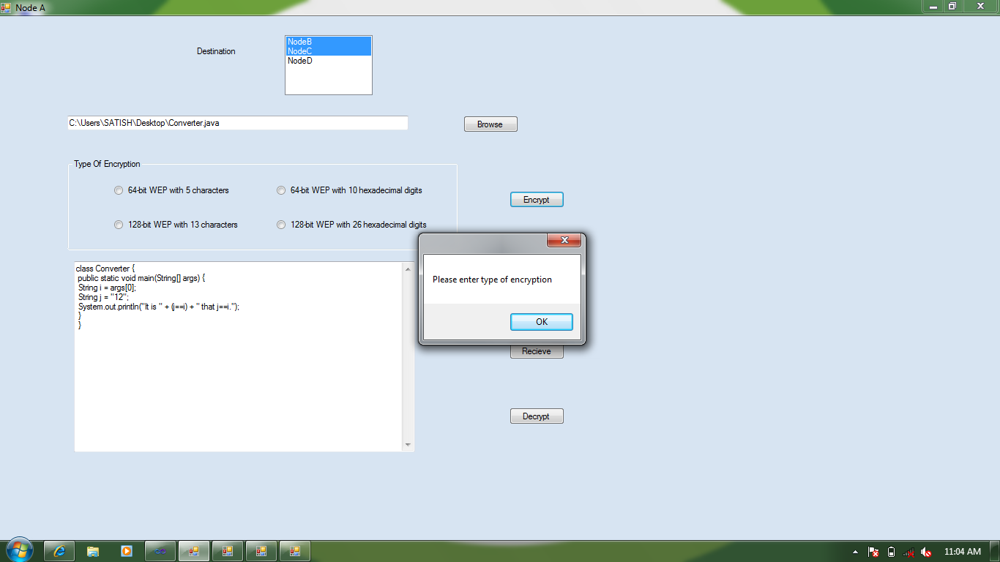 Node A
Destination
NodeB
NodeC
NodeD
C:\Users\SATISH\Desktop\Converter.java
Browse
Type Of Encryption
64-bit WEP with 5 characters
64-bit WEP with 10 hexadecimal digits
Encrypt
128-bit WEP with 13 characters
128-bit WEP with 26 hexadecimal digits
class Converter {
public static void main(String[] args) {
String i = args[0];
String j = "12";
System.out.println("It is " + (j==i) + " that j==i.");
}
}
Please enter type of encryption
OK
Recieve
Decrypt
11:04 AM